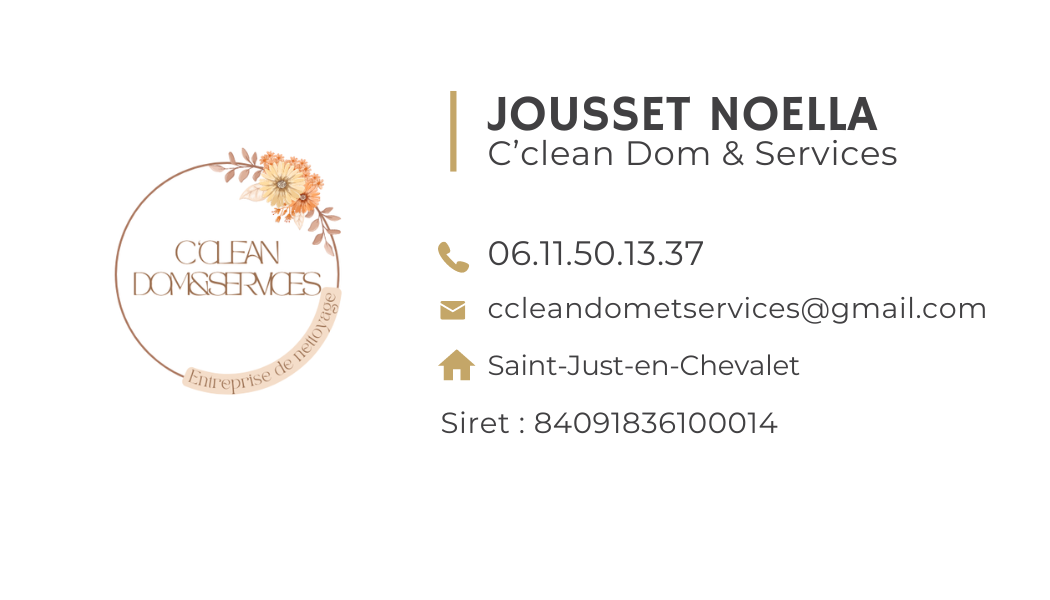 C'CLEAN
DOM&SERVICES
Entreprise de nettoyage
JOUSSET NOELLA
C’clean Dom & Services
06.11.50.13.37
ccleandometservices@gmail.com
Saint-Just-en-Chevalet
Siret : 84091836100014